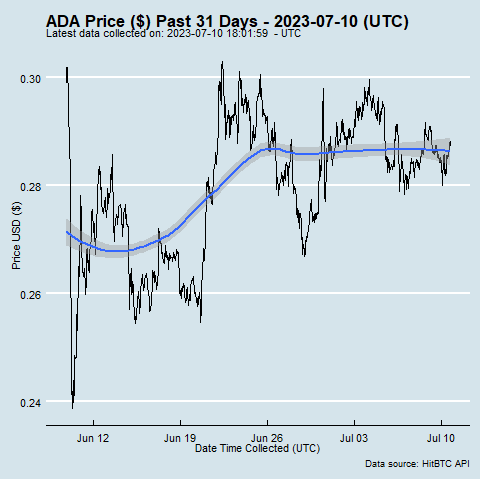 ADA Price ($) Past 31 Days - 2023-07-10 (UTC)
Latest data collected on: 2023-07-10 18:01:59 - UTC
0.30
0.28
0.26
0.24
Price USD ($)
Jun 12 Jun 19 Jun 26 Jul 03 Jul 10
Date Time Collected (UTC)
Data source: HitBTC API